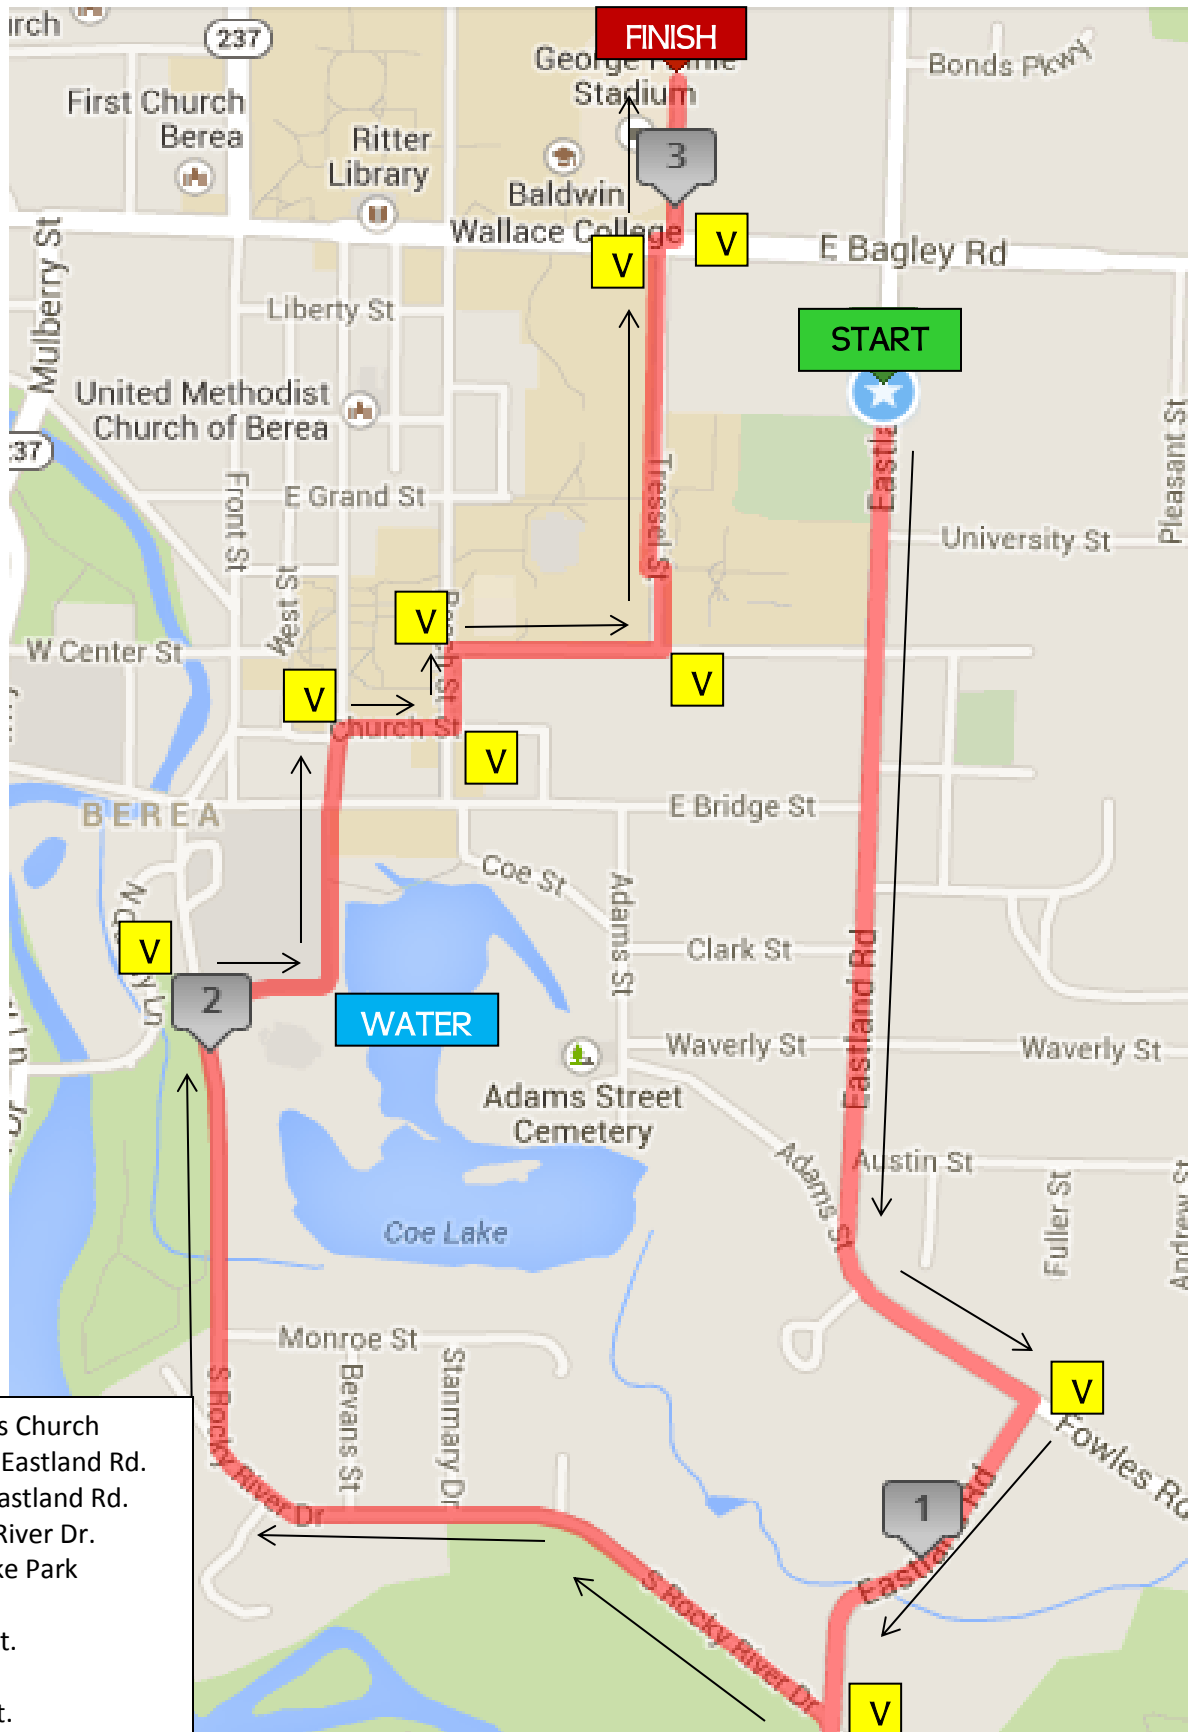 irch
237
FINISH
George
Stadium
Bonds Pkwy
First Church
Berea
Ritter
Library
3
Baldwin
Wallace College
V
V
E Bagley Rd
Mulberry St
Liberty St
START
United Methodist
Church of Berea
:37
Eastla
Pleasant St
Front St
E Grand St
Tressel St
University St
West St
V
Beech St
W Center St
V
V
Church St
V
BEREA
E Bridge St
Coe St
Adams St
Clark St
Eastland Rd
V
2
WATER
Waverly St
Waverly St
Adams Street
Cemetery
Adams St
Austin St
Fuller St
Andrew St
Coe Lake
Monroe St
Bevans St
Stanmary Dr
S Rocky River Dr
V
Fowles Rd
1
Rd
S Rocky River Dr
V
s Church
Eastland Rd.
astland Rd.
River Dr.
ke Park
t.
t.